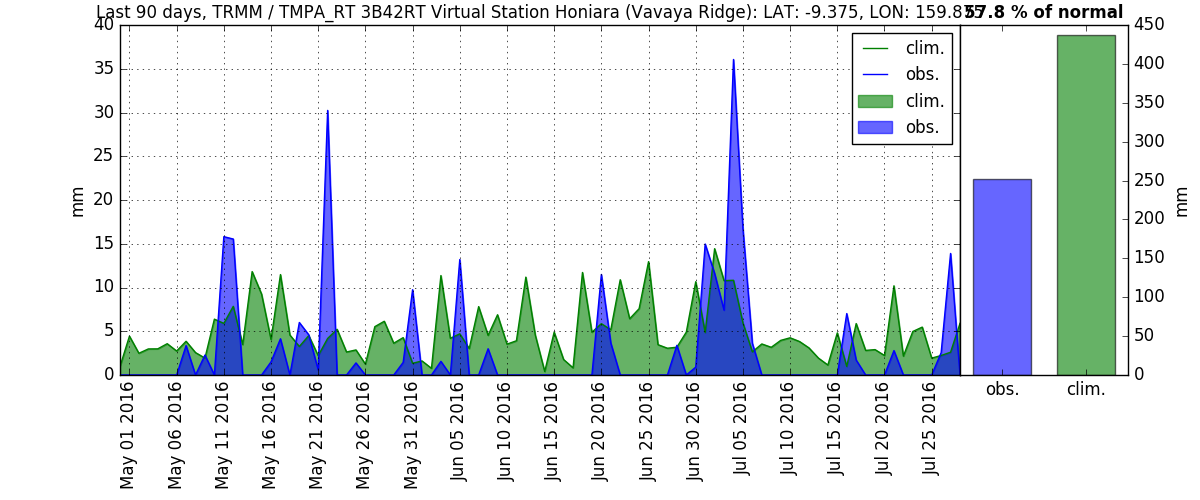 Last 90 days, TRMM / TMPA_RT 3B42RT Virtual Station Honiara (Vavaya Ridge): LAT: -9.375, LON: 159.875
57.8 % of normal
40
35
30
25
20
15
10
5
0
mm
clim.
obs.
clim.
obs.
May 01 2016
May 06 2016
May 11 2016
May 16 2016
May 21 2016
May 26 2016
May 31 2016
Jun 05 2016
Jun 10 2016
Jun 15 2016
Jun 20 2016
Jun 25 2016
Jun 30 2016
Jul 05 2016
Jul 10 2016
Jul 15 2016
Jul 20 2016
Jul 25 2016
450
400
350
300
250
200
150
100
50
0
mm
obs.
clim.